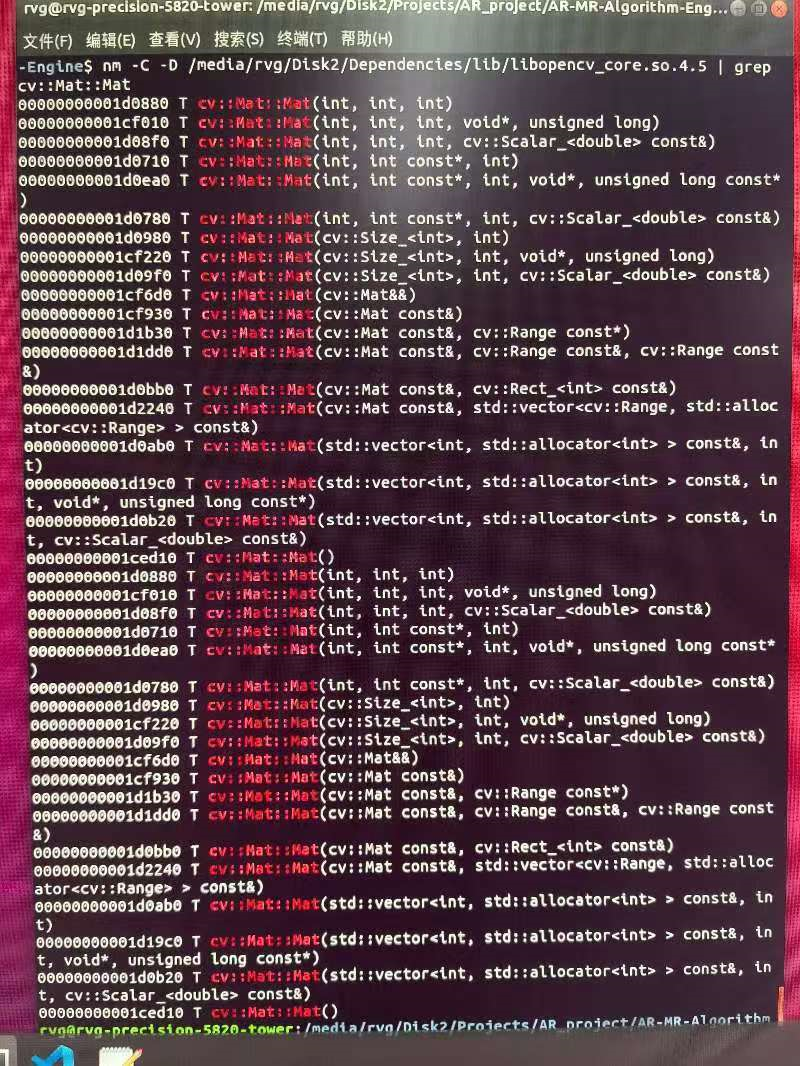 rvg@rvg-precision-5820-tower: /media/rvg/Disk2/Projects/AR_project/AR-MR-Algorithm-Eng...
文件(F) 编辑(E) 查看(V) 搜索(S) 终端(T) 帮助(H)
-Engine$ nm -C -D /media/rvg/Disk2/Dependencies/lib/libopencv_core.so.4.5 | grep
cv::Mat::Mat
00000000001d0880 T cv::Mat::Mat(int, int, int)
00000000001cf010 T cv::Mat::Mat(int, int, int, void*, unsigned long)
00000000001d08f0 T cv::Mat::Mat(int, int, int, cv::Scalar_<double> const&)
00000000001d0710 T cv::Mat::Mat(int, int const*, int)
00000000001d0ea0 T cv::Mat::Mat(int, int const*, int, void*, unsigned long const*
)
00000000001d0780 T cv::Mat::Mat(int, int const*, int, cv::Scalar_<double> const&)
00000000001d0980 T cv::Mat::Mat(cv::Size_<int>, int)
00000000001cf220 T cv::Mat::Mat(cv::Size_<int>, int, void*, unsigned long)
00000000001d09f0 T cv::Mat::Mat(cv::Size_<int>, int, cv::Scalar_<double> const&)
00000000001cf6d0 T cv::Mat::Mat(cv::Mat&&)
00000000001cf930 T cv::Mat::Mat(cv::Mat const&)
00000000001d1b30 T cv::Mat::Mat(cv::Mat const&, cv::Range const*)
00000000001d1dd0 T cv::Mat::Mat(cv::Mat const&, cv::Range const&, cv::Range const
&)
00000000001d0bb0 T cv::Mat::Mat(cv::Mat const&, cv::Rect_<int> const&)
00000000001d2240 T cv::Mat::Mat(cv::Mat const&, std::vector<cv::Range, std::alloc
ator<cv::Range> > const&)
00000000001d0ab0 T cv::Mat::Mat(std::vector<int, std::allocator<int> > const&, in
t)
00000000001d19c0 T cv::Mat::Mat(std::vector<int, std::allocator<int> > const&, in
t, void*, unsigned long const*)
00000000001d0b20 T cv::Mat::Mat(std::vector<int, std::allocator<int> > const&, in
t, cv::Scalar_<double> const&)
00000000001ced10 T cv::Mat::Mat()
00000000001d0880 T cv::Mat::Mat(int, int, int)
00000000001cf010 T cv::Mat::Mat(int, int, int, void*, unsigned long)
00000000001d08f0 T cv::Mat::Mat(int, int, int, cv::Scalar_<double> const&)
00000000001d0710 T cv::Mat::Mat(int, int const*, int)
00000000001d0ea0 T cv::Mat::Mat(int, int const*, int, void*, unsigned long const*
)
00000000001d0780 T cv::Mat::Mat(int, int const*, int, cv::Scalar_<double> const&)
00000000001d0980 T cv::Mat::Mat(cv::Size_<int>, int)
00000000001cf220 T cv::Mat::Mat(cv::Size_<int>, int, void*, unsigned long)
00000000001d09f0 T cv::Mat::Mat(cv::Size_<int>, int, cv::Scalar_<double> const&)
00000000001cf6d0 T cv::Mat::Mat(cv::Mat&&)
00000000001cf930 T cv::Mat::Mat(cv::Mat const&)
00000000001d1b30 T cv::Mat::Mat(cv::Mat const&, cv::Range const*)
00000000001d1dd0 T cv::Mat::Mat(cv::Mat const&, cv::Range const&, cv::Range const
&)
00000000001d0bb0 T cv::Mat::Mat(cv::Mat const&, cv::Rect_<int> const&)
00000000001d2240 T cv::Mat::Mat(cv::Mat const&, std::vector<cv::Range, std::alloc
ator<cv::Range> > const&)
00000000001d0ab0 T cv::Mat::Mat(std::vector<int, std::allocator<int> > const&, in
t)
00000000001d19c0 T cv::Mat::Mat(std::vector<int, std::allocator<int> > const&, in
t, void*, unsigned long const*)
00000000001d0b20 T cv::Mat::Mat(std::vector<int, std::allocator<int> > const&, in
t, cv::Scalar_<double> const&)
00000000001ced10 T cv::Mat::Mat()
rvg@rvg-precision-5820-tower:/media/rvg/Disk2/Projects/AR_project/AR-MR-Algorithm